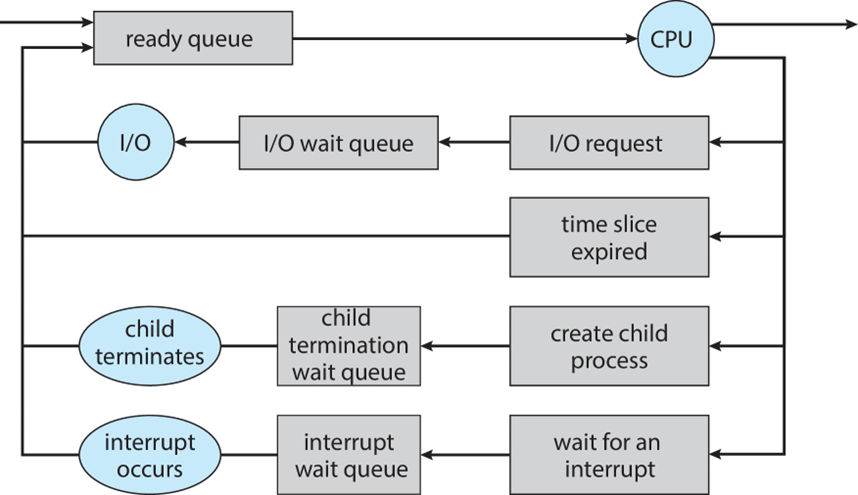 ready queue
CPU
I/O
I/O wait queue
I/O request
time slice
expired
child
terminates
child
termination
wait queue
create child
process
interrupt
occurs
interrupt
wait queue
wait for an
interrupt